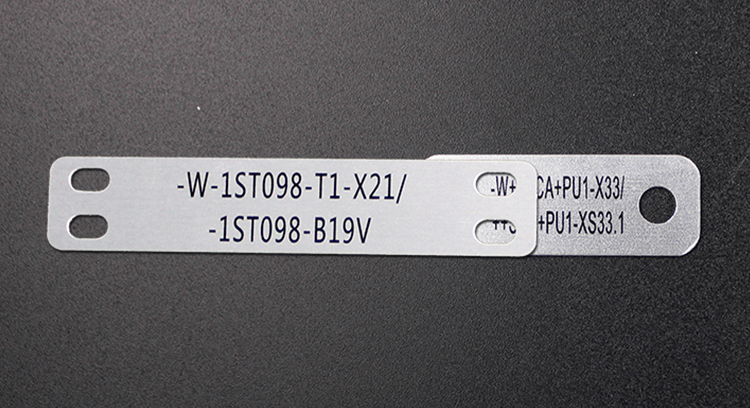 -W-1ST098-T1-X21/
-1ST098-B19V
CA+PU1-X33/
+PU1-XS33.1